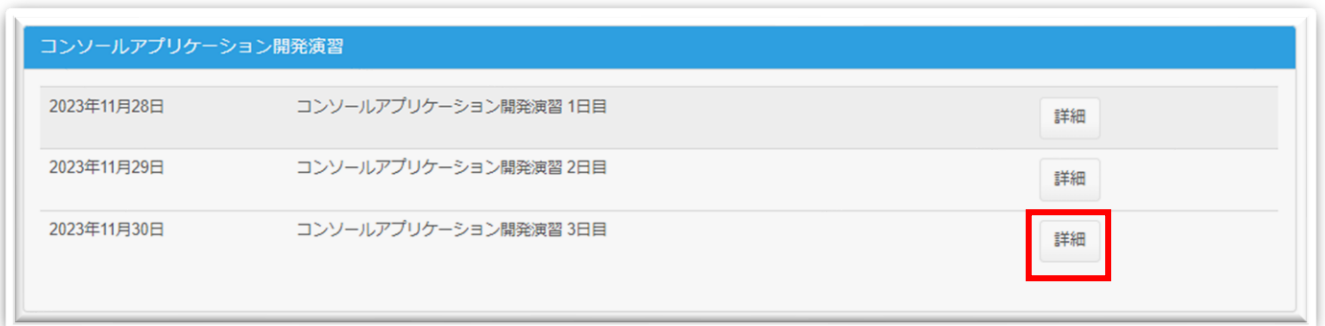 コンソールアプリケーション開発演習
2023年11月28日 コンソールアプリケーション開発演習 1日目 詳細
2023年11月29日 コンソールアプリケーション開発演習 2日目 詳細
2023年11月30日 コンソールアプリケーション開発演習 3日目 詳細